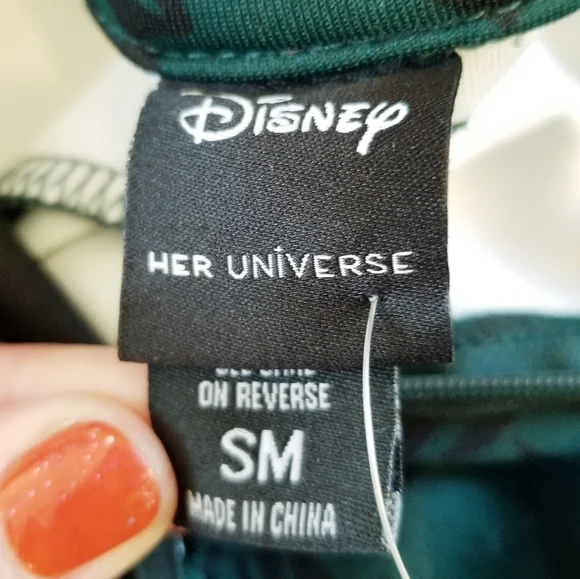 Disney
HER UNIVERSE
ON REVERSE
SM
MADE IN CHINA